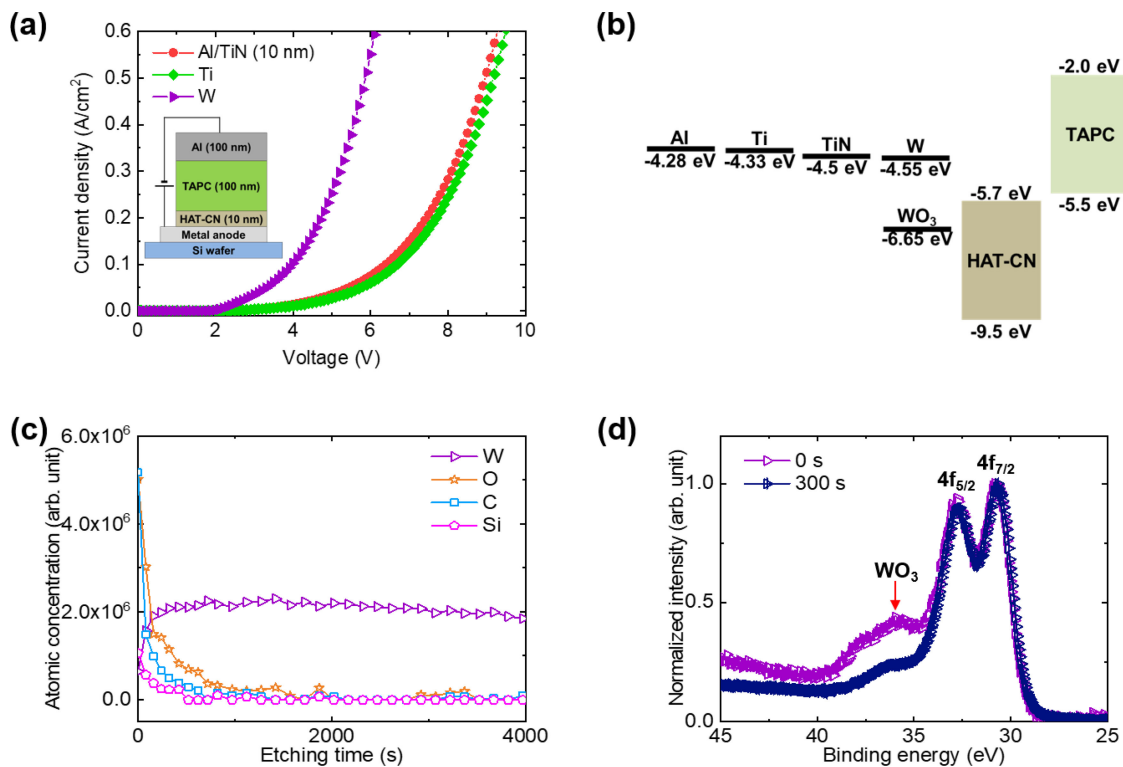 (a)
0.6
0.5
0.4
0.3
0.2
0.1
0.0
Current density (A/cm²)
Al/TiN (10 nm)
Ti
W
Al (100 nm)
TAPC (100 nm)
HAT-CN (10 nm)
Metal anode
Si wafer
0 2 4 6 8 10
Voltage (V)
(b)
-2.0 eV
TAPC
-5.5 eV
Al
-4.28 eV
Ti
-4.33 eV
TiN
-4.5 eV
W
-4.55 eV
WO₃
-6.65 eV
-5.7 eV
HAT-CN
-9.5 eV
(c)
6.0x10⁶
4.0x10⁶
2.0x10⁶
0.0
Atomic concentration (arb. unit)
W
O
C
Si
0 2000 4000
Etching time (s)
(d)
1.0
0.5
0.0
Normalized intensity (arb. unit)
0 s
300 s
4f₅/₂
4f₇/₂
WO₃
45 40 35 30 25
Binding energy (eV)